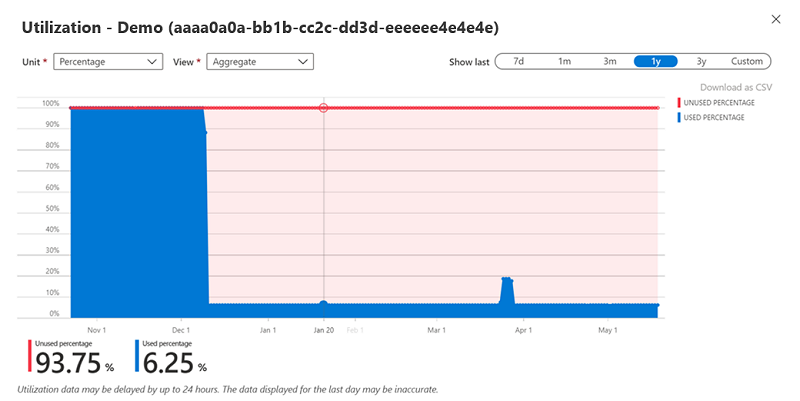 Utilization - Demo (aaaa0a0a-bb1b-cc2c-dd3d-eeeeee4e4e4e)
Unit * Percentage View * Aggregate Show last 7d 1m 3m 1y 3y Custom
Download as CSV
UNUSED PERCENTAGE
USED PERCENTAGE
100%
90%
80%
70%
60%
50%
40%
30%
20%
10%
0%
Nov 1 Dec 1 Jan 1 Jan 20 Feb 1 Mar 1 Apr 1 May 1
Unused percentage Used percentage
93.75 % 6.25 %
Utilization data may be delayed by up to 24 hours. The data displayed for the last day may be inaccurate.